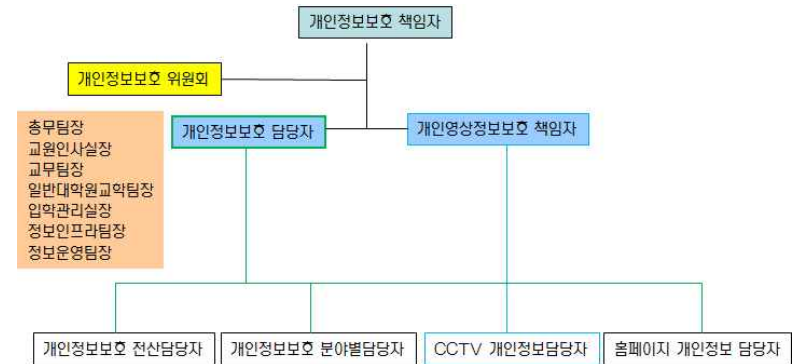 개인정보보호 책임자
개인정보보호 위원회
총무팀장
교원인사실장
교무팀장
일반대학원교학팀장
입학관리실장
정보인프라팀장
정보운영팀장
개인정보보호 담당자
개인영상정보보호 책임자
개인정보보호 전산담당자
개인정보보호 분야별담당자
CCTV 개인정보담당자
홈페이지 개인정보 담당자